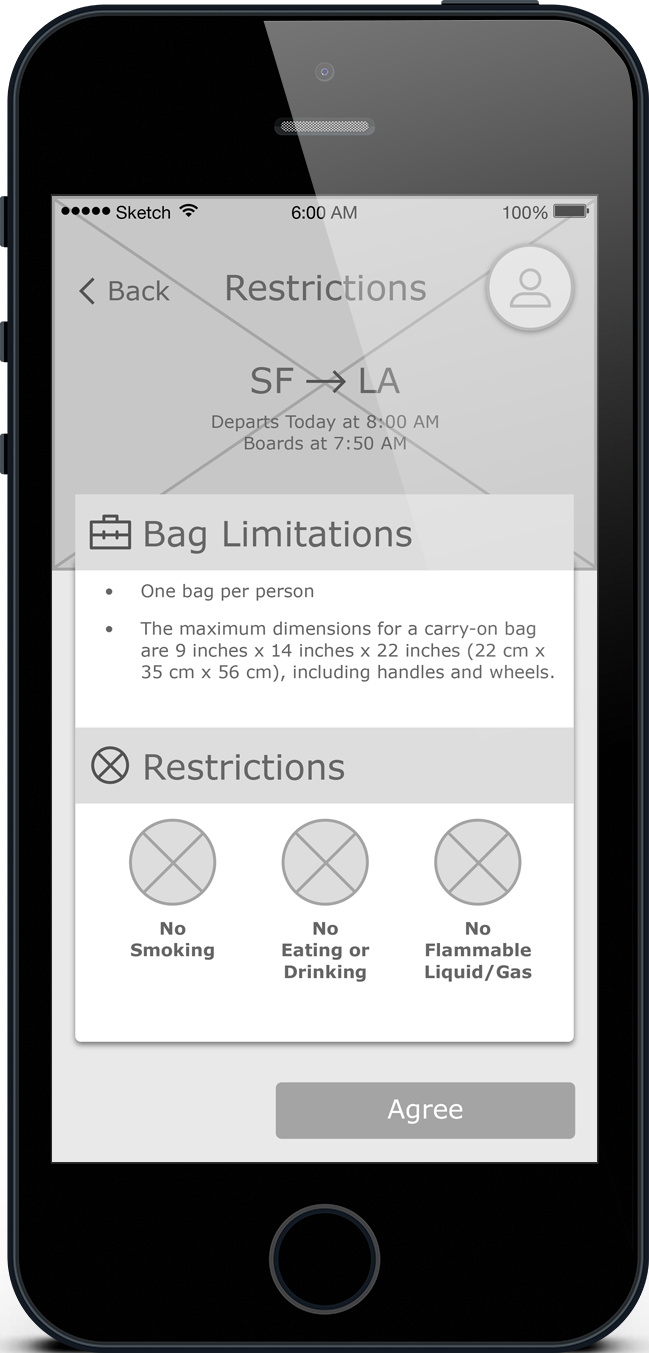 Sketch 6:00 AM 100%
Back Restrictions
SF → LA
Departs Today at 8:00 AM
Boards at 7:50 AM
Bag Limitations
• One bag per person
• The maximum dimensions for a carry-on bag
are 9 inches x 14 inches x 22 inches (22 cm x
35 cm x 56 cm), including handles and wheels.
Restrictions
No
Smoking
No
Eating or
Drinking
No
Flammable
Liquid/Gas
Agree